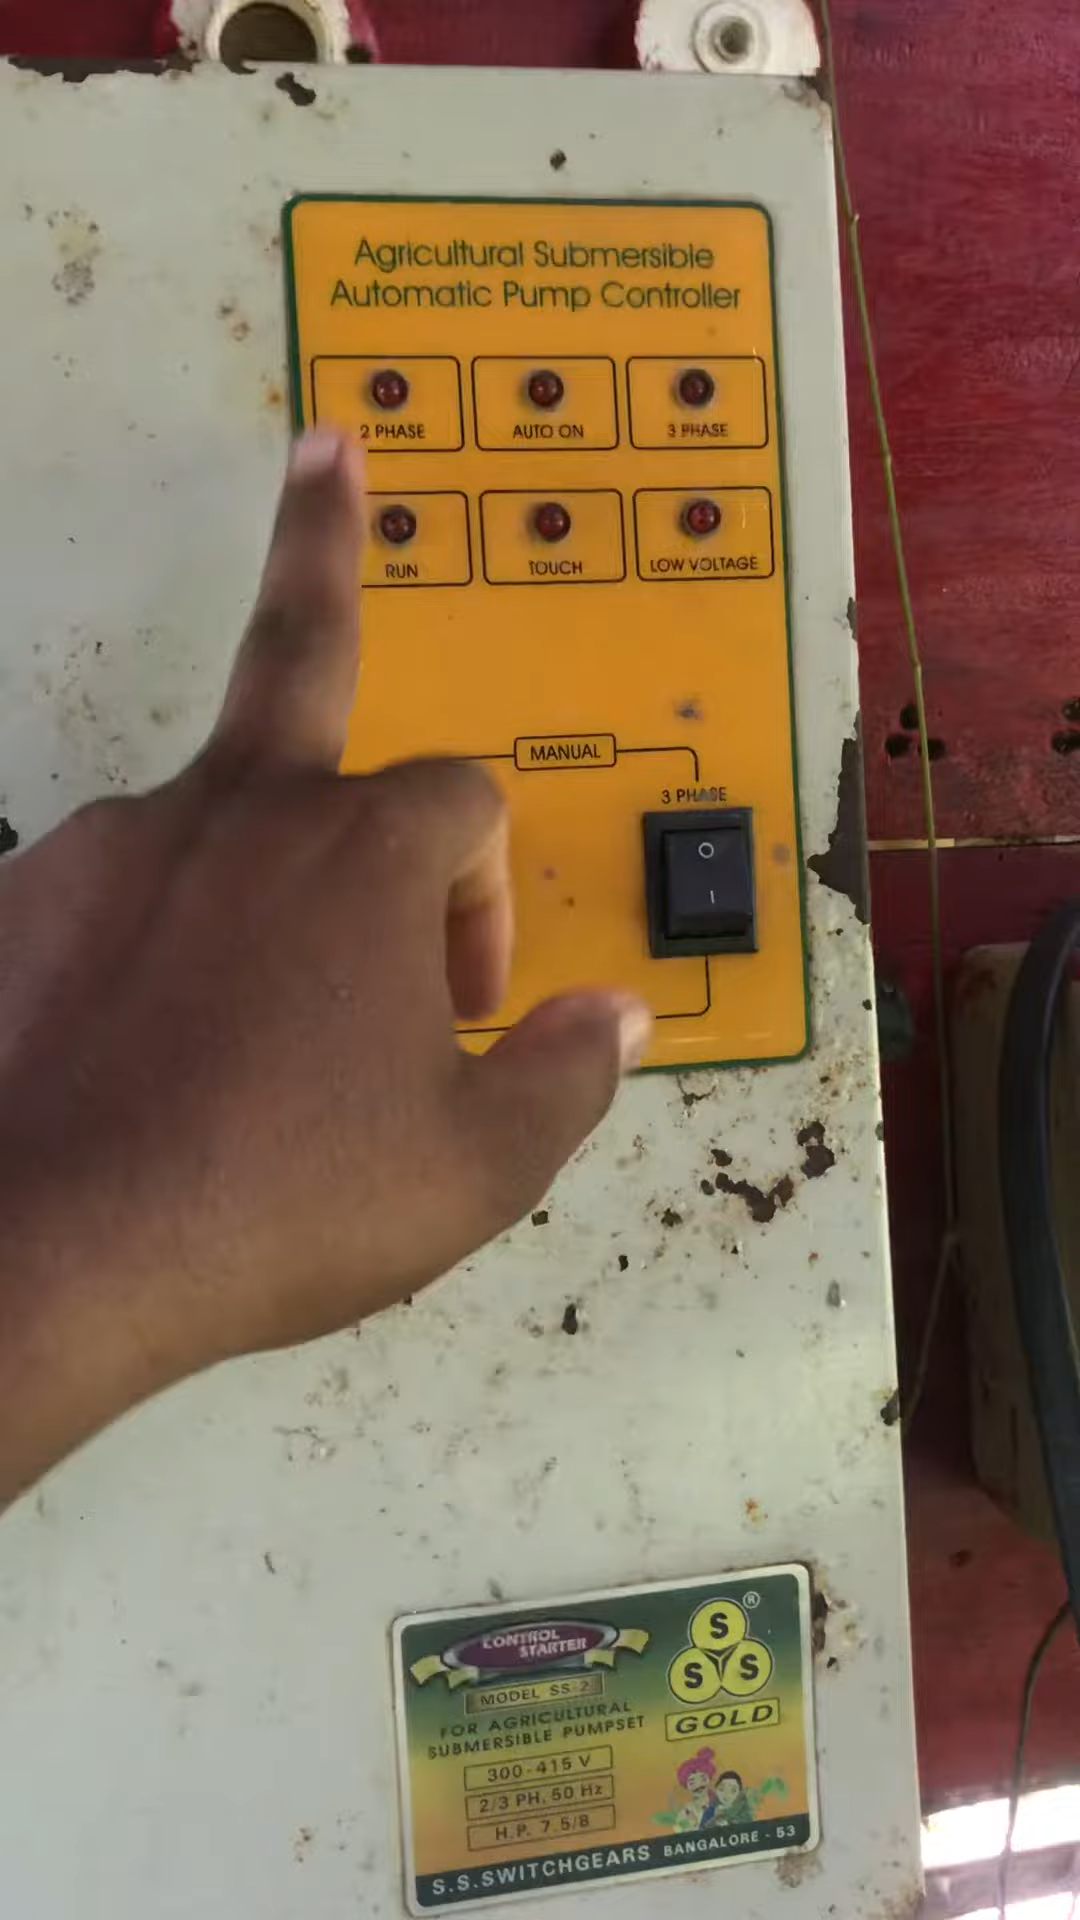 Agricultural Submersible
Automatic Pump Controller
2 PHASE
AUTO ON
3 PHASE
RUN
TOUCH
LOW VOLTAGE
MANUAL
3 PHASE
O
I
CONTROL
STARTER
MODEL SS-2
FOR AGRICULTURAL
SUBMERSIBLE PUMPSET
300-415 V
2/3 PH. 50 Hz
H.P. 7.5/8
S
S S
®
GOLD
S.S.SWITCHGEARS BANGALORE - 53